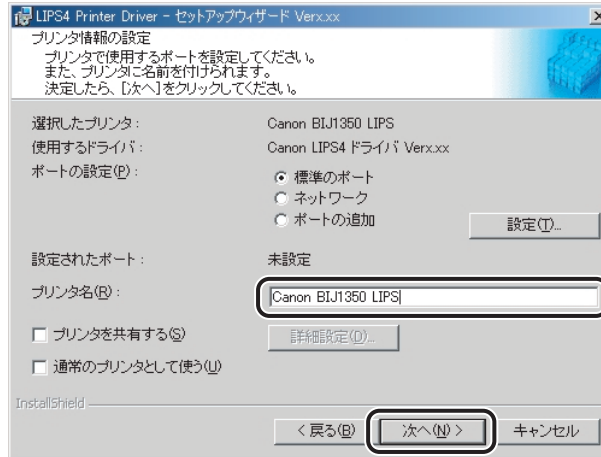 LIPS4 Printer Driver - セットアップウィザード Verx.xx
プリンタ情報の設定
プリンタで使用するポートを設定してください。
また、プリンタに名前を付けられます。
決定したら、[次へ]をクリックしてください。
選択したプリンタ: Canon BIJ1350 LIPS
使用するドライバ: Canon LIPS4 ドライバ Verx.xx
ポートの設定(P): 標準のポート
ネットワーク
ポートの追加 設定(T)...
設定されたポート: 未設定
プリンタ名(R): Canon BIJ1350 LIPS
プリンタを共有する(S) 詳細設定(D)...
通常のプリンタとして使う(U)
InstallShield
< 戻る(B) 次へ(N) > キャンセル